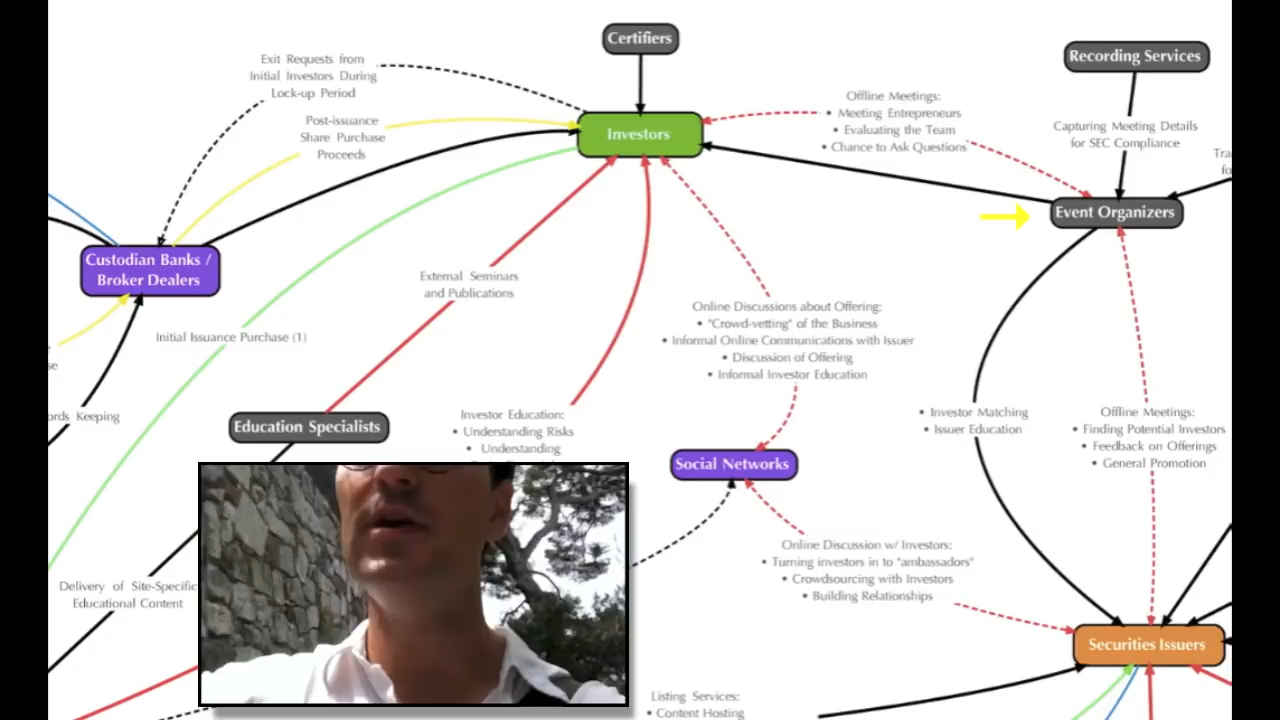 Certifiers
Recording Services
Exit Requests from
Initial Investors During
Lock-up Period
Offline Meetings:
• Meeting Entrepreneurs
• Evaluating the Team
• Chance to Ask Questions
Post-issuance
Share Purchase
Proceeds
Investors
Capturing Meeting Details
for SEC Compliance
Event Organizers
Custodian Banks /
Broker Dealers
External Seminars
and Publications
Online Discussions about Offering:
• "Crowd-vetting" of the Business
• Informal Online Communications with Issuer
• Discussion of Offering
• Informal Investor Education
Initial Issuance Purchase (1)
Education Specialists
Investor Education:
• Understanding Risks
• Understanding
• Investor Matching
• Issuer Education
Offline Meetings:
• Finding Potential Investors
• Feedback on Offerings
• General Promotion
Keeping
Social Networks
Online Discussion w/ Investors:
• Turning investors in to "ambassadors"
• Crowdsourcing with Investors
• Building Relationships
Delivery of Site-Specific
Educational Content
Securities Issuers
Listing Services:
• Content Hosting